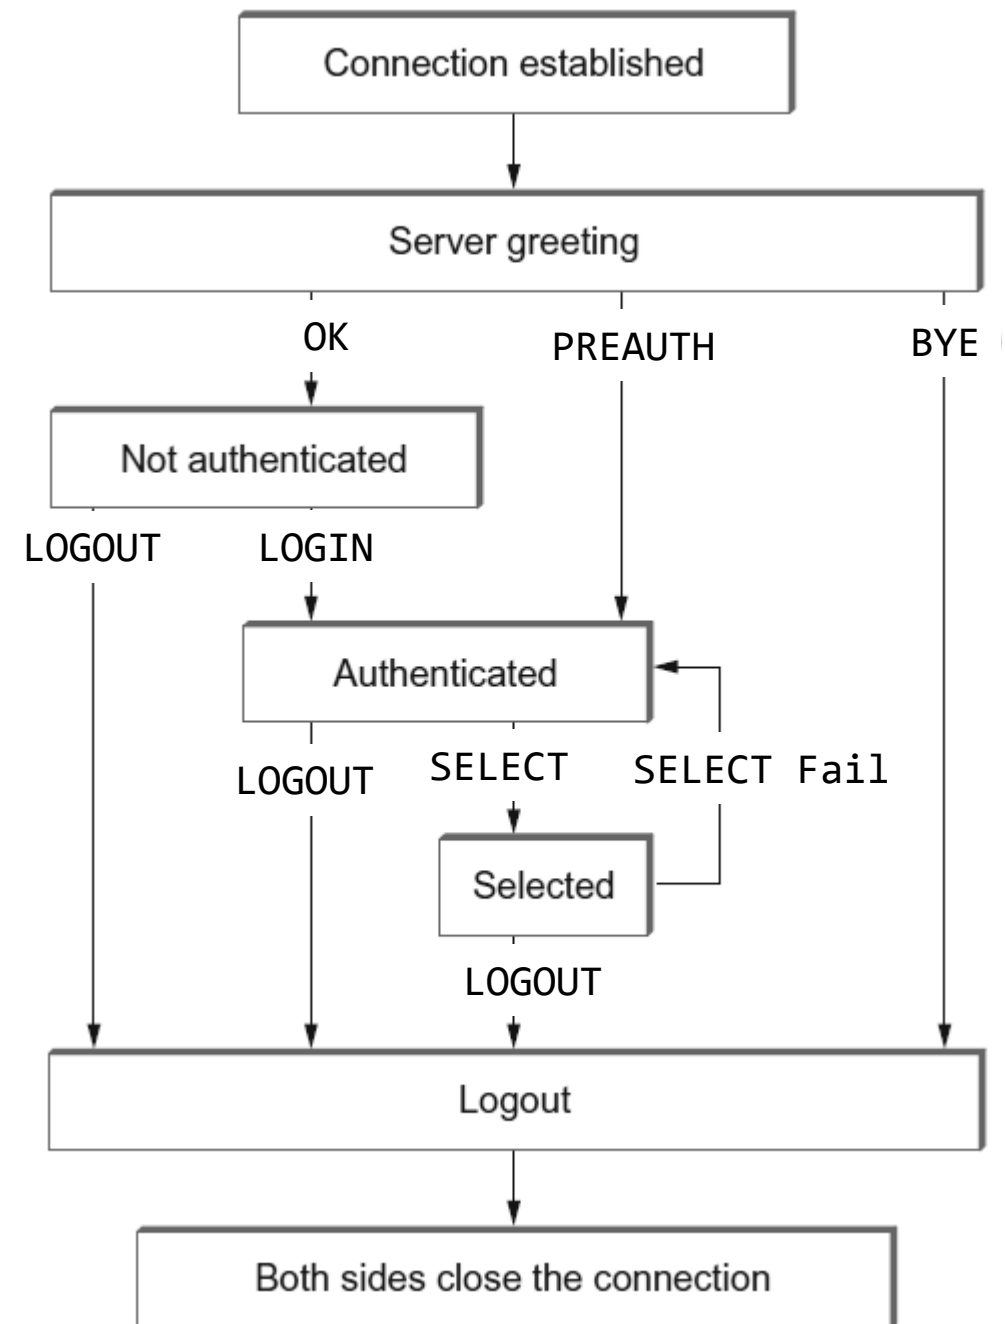 Connection established
Server greeting
OK
PREAUTH
BYE
Not authenticated
LOGOUT
LOGIN
Authenticated
LOGOUT
SELECT
SELECT Fail
Selected
LOGOUT
Logout
Both sides close the connection